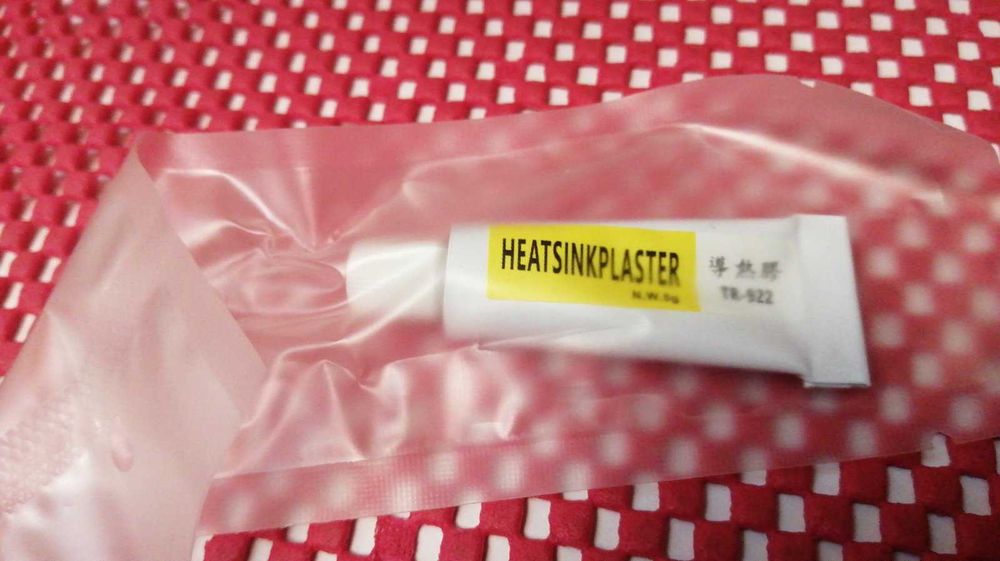 HEATSINKPLASTER
N.W.5g
導熱膠
TR-922